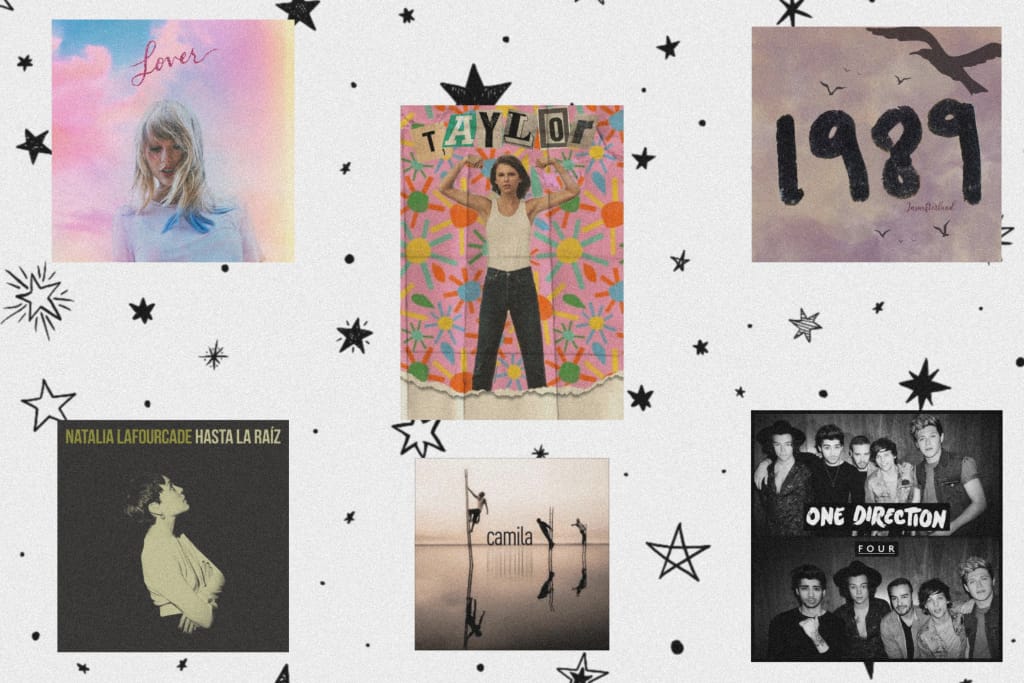 Lover
TAYLOr
1989
NATALIA LAFOURCADE HASTA LA RAÍZ
camila
ONE DIRECTION
FOUR